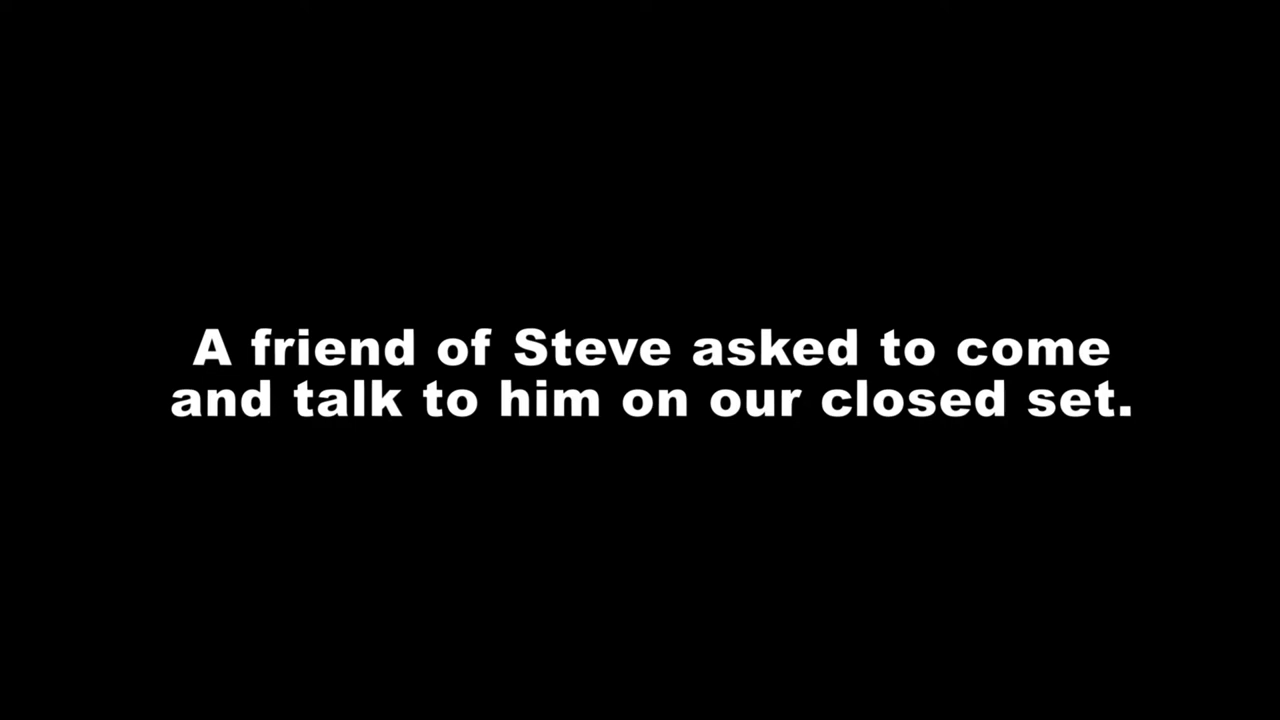 A friend of Steve asked to come
and talk to him on our closed set.